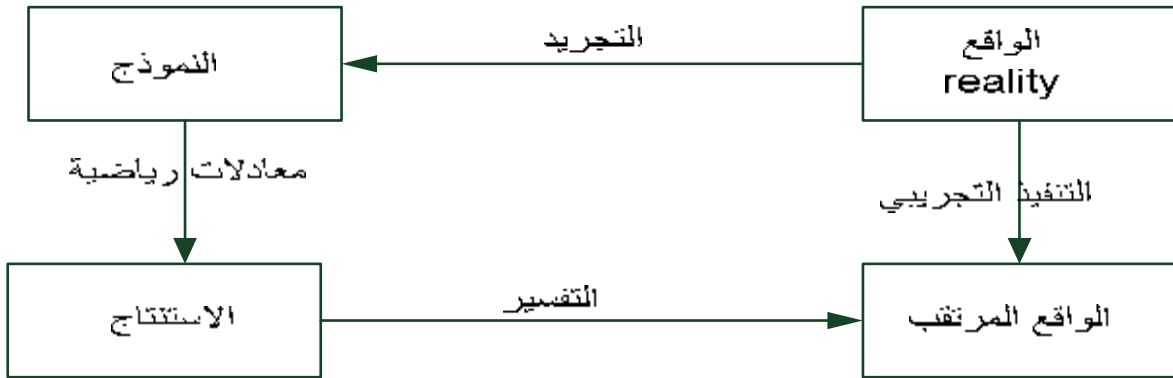 الواقع
reality
التجريد
النموذج
معادلات رياضية
التنفيذ التجريبي
الاستنتاج
التفسير
الواقع المرتقب